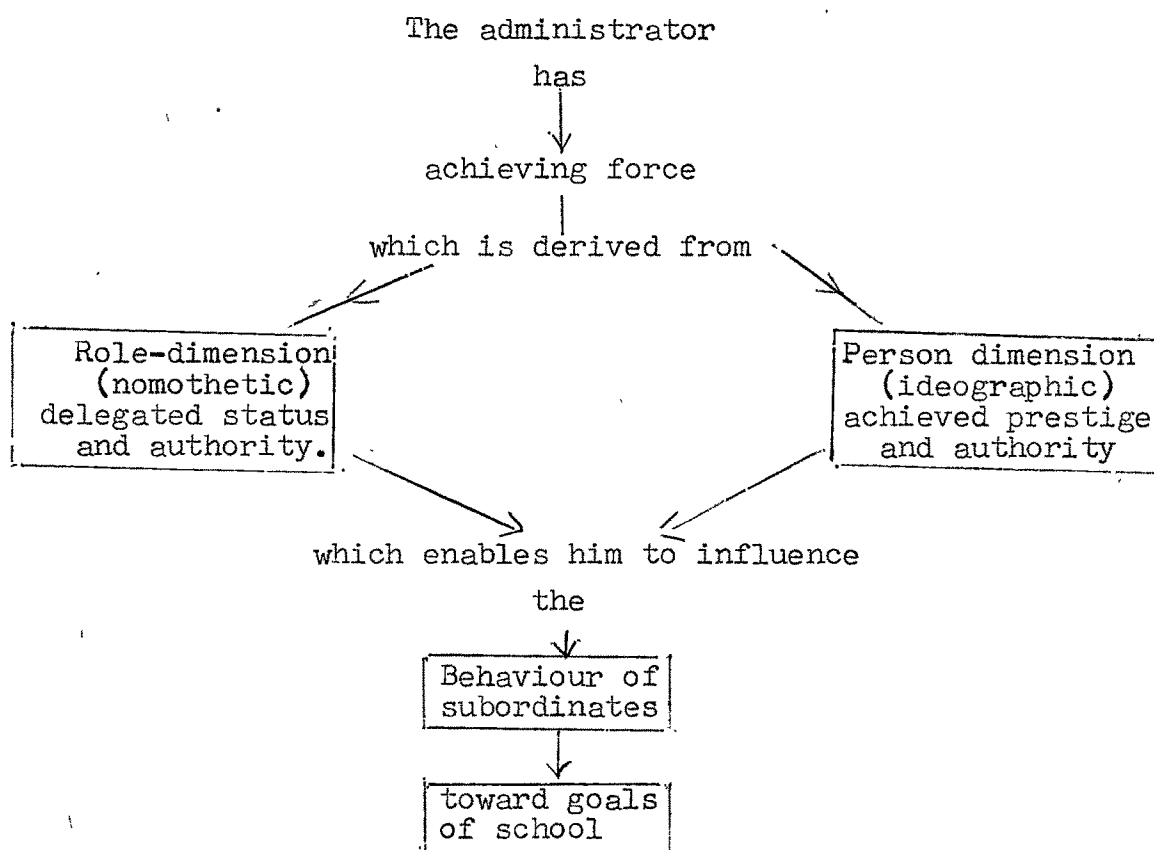 The administrator
has
achieving force
which is derived from
Role-dimension
(nomothetic)
delegated status
and authority.
Person dimension
(ideographic)
achieved prestige
and authority
which enables him to influence
the
Behaviour of
subordinates
toward goals
of school